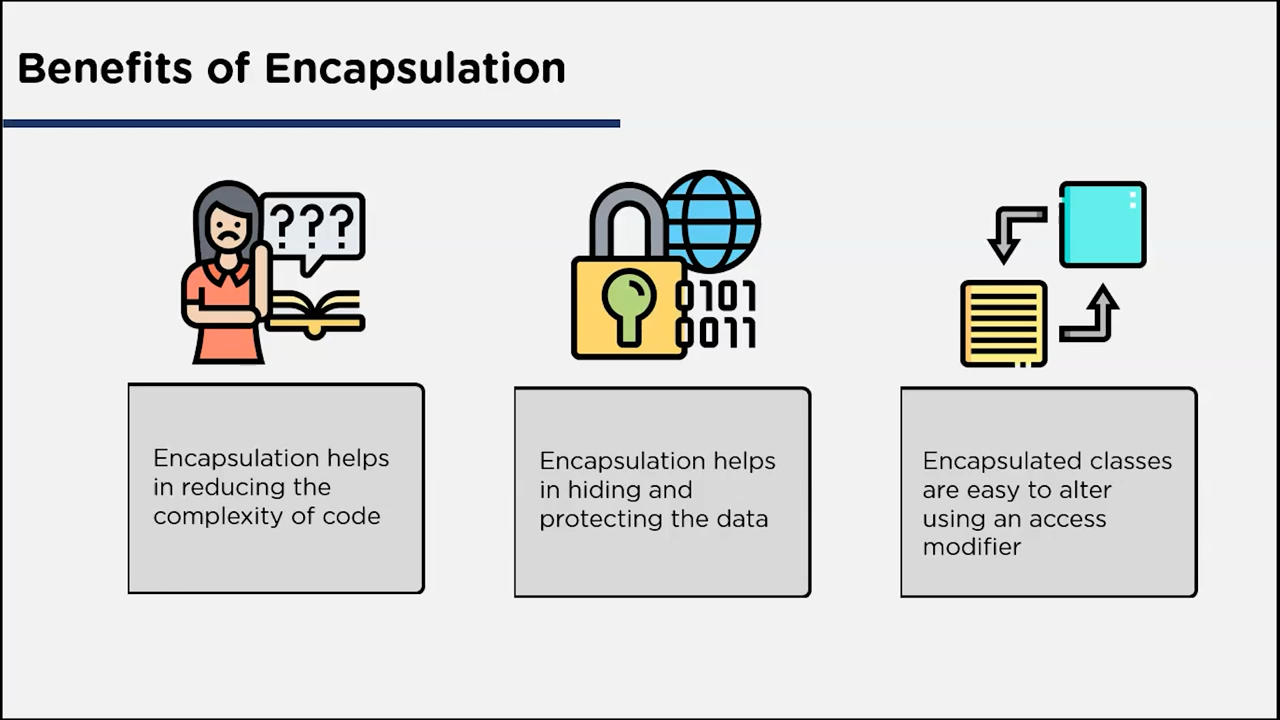 Benefits of Encapsulation
???
0101
0011
Encapsulation helps
in reducing the
complexity of code
Encapsulation helps
in hiding and
protecting the data
Encapsulated classes
are easy to alter
using an access
modifier